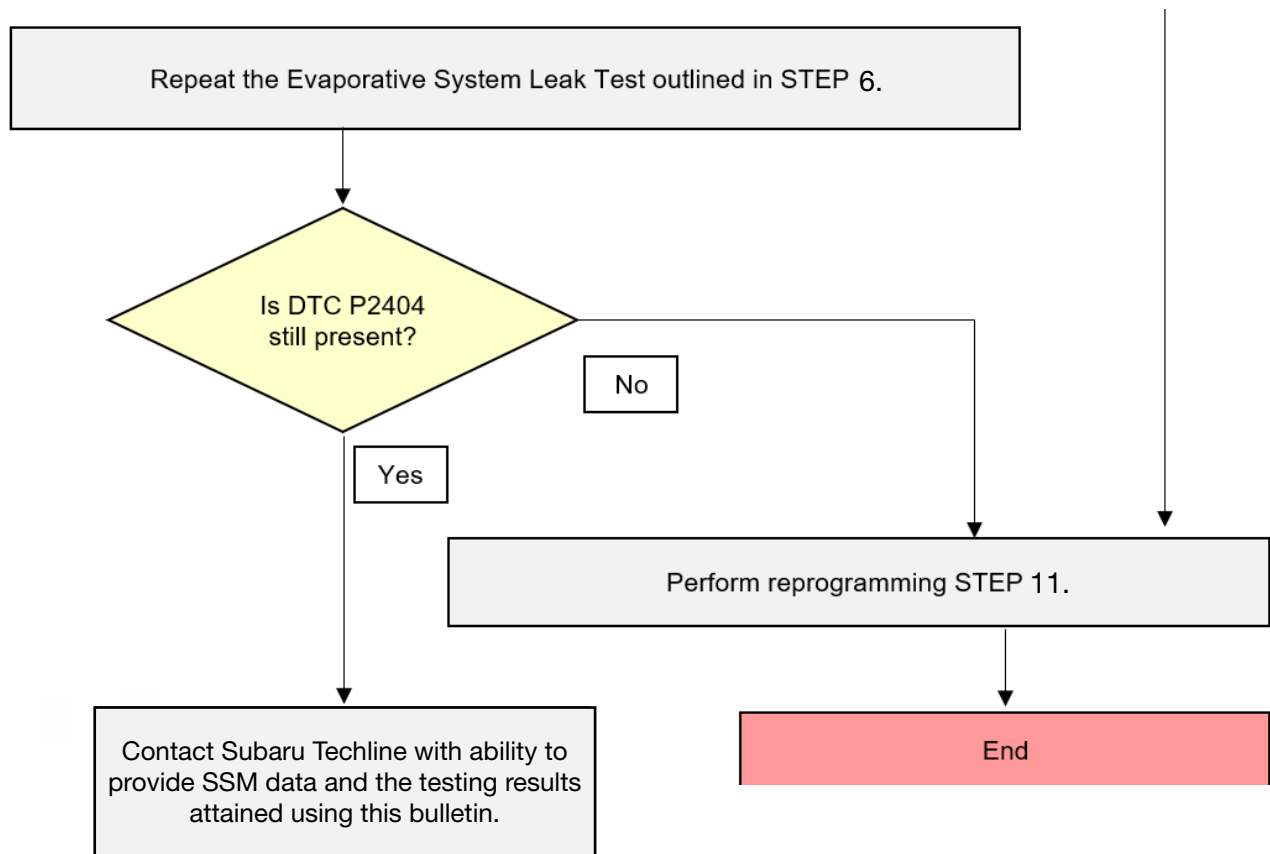 Repeat the Evaporative System Leak Test outlined in STEP 6.
Is DTC P2404
still present?
No
Yes
Perform reprogramming STEP 11.
Contact Subaru Techline with ability to
provide SSM data and the testing results
attained using this bulletin.
End